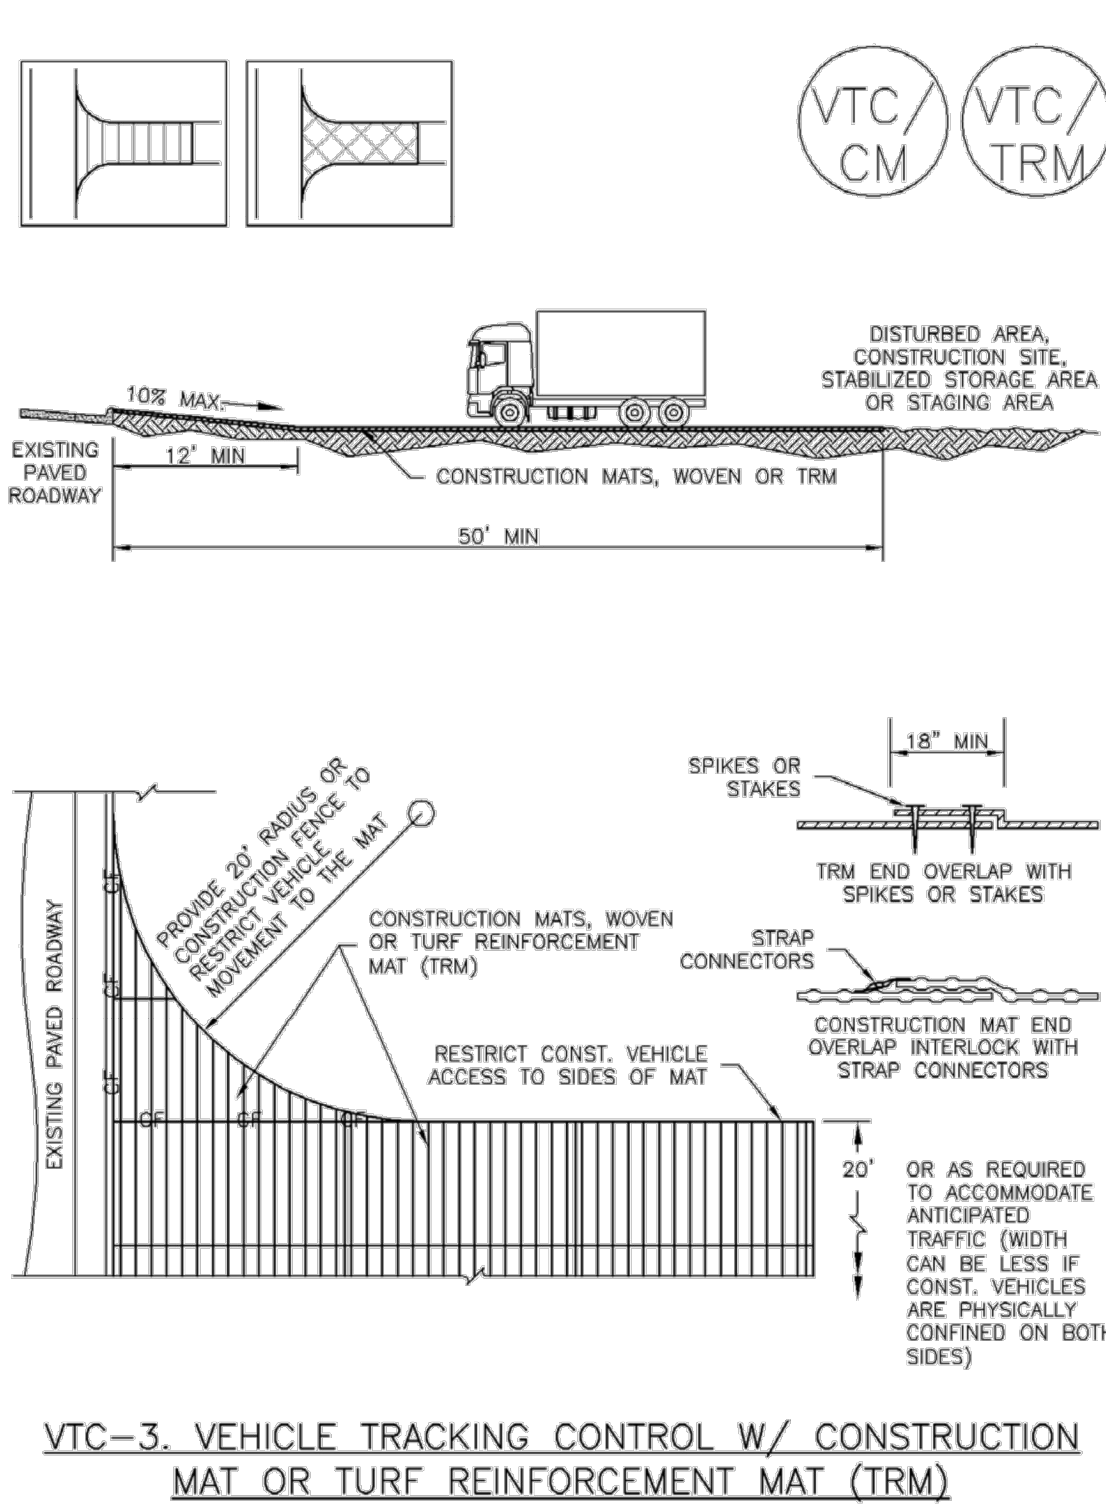 VTC/
CM
VTC/
TRM
10% MAX.
DISTURBED AREA,
CONSTRUCTION SITE,
STABILIZED STORAGE AREA
OR STAGING AREA
EXISTING
PAVED
ROADWAY
12' MIN
CONSTRUCTION MATS, WOVEN OR TRM
50' MIN
18" MIN
SPIKES OR
STAKES
TRM END OVERLAP WITH
SPIKES OR STAKES
PROVIDE 20' RADIUS OR
CONSTRUCTION FENCE TO
RESTRICT VEHICLE
MOVEMENT TO THE MAT
CONSTRUCTION MATS, WOVEN
OR TURF REINFORCEMENT
MAT (TRM)
STRAP
CONNECTORS
CONSTRUCTION MAT END
OVERLAP INTERLOCK WITH
STRAP CONNECTORS
RESTRICT CONST. VEHICLE
ACCESS TO SIDES OF MAT
EXISTING PAVED ROADWAY
CF
CF
CF
CF
CF
CF
20'
OR AS REQUIRED
TO ACCOMMODATE
ANTICIPATED
TRAFFIC (WIDTH
CAN BE LESS IF
CONST. VEHICLES
ARE PHYSICALLY
CONFINED ON BOTH
SIDES)
VTC-3. VEHICLE TRACKING CONTROL W/ CONSTRUCTION
MAT OR TURF REINFORCEMENT MAT (TRM)